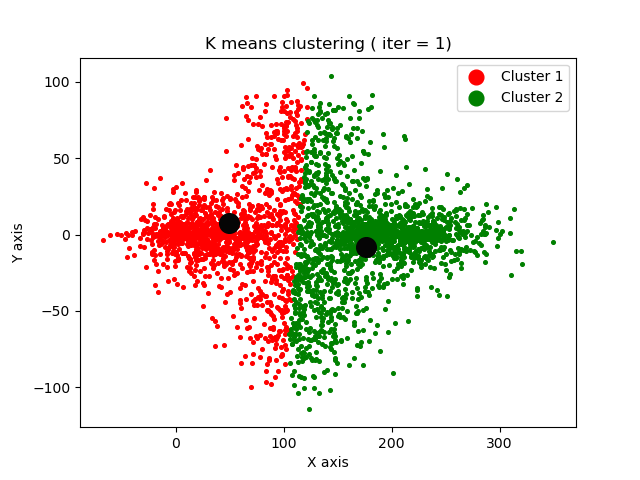 K means clustering ( iter = 1)
Cluster 1
Cluster 2
100
50
0
−50
−100
Y axis
0
100
200
300
X axis